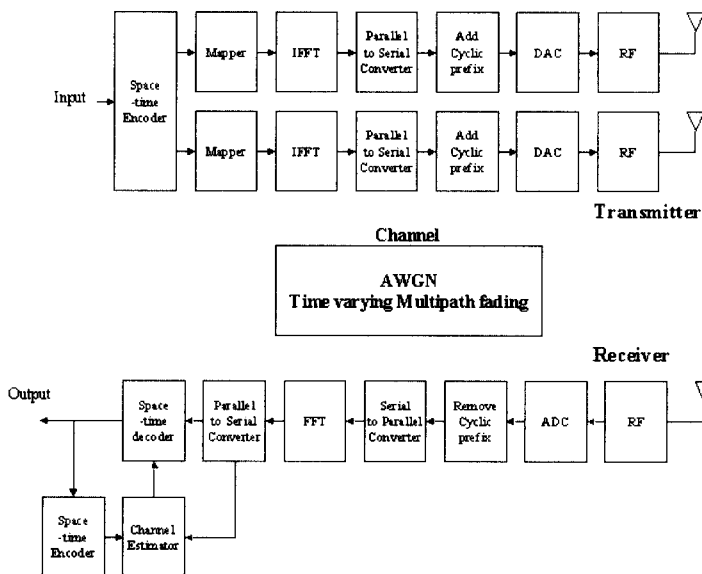 Input
Space
-time
Encoder
Mapper
IFFT
Parallel
to Serial
Converter
Add
Cyclic
prefix
DAC
RF
Mapper
IFFT
Parallel
to Serial
Converter
Add
Cyclic
prefix
DAC
RF
Transmitter
Channel
AWGN
Time varying Multipath fading
Receiver
Output
Space
-time
decoder
Parallel
to Serial
Converter
FFT
Serial
to Parallel
Converter
Remove
Cyclic
prefix
ADC
RF
Space
-time
Encoder
Channel
Estimator